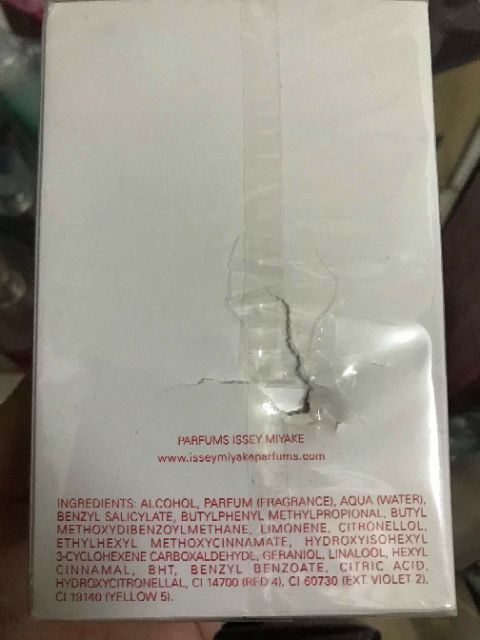 PARFUMS ISSEY MIYAKE
www.isseymiyakeparfums.com
INGREDIENTS: ALCOHOL, PARFUM (FRAGRANCE), AQUA (WATER),
BENZYL SALICYLATE, BUTYLPHENYL METHYLPROPIONAL, BUTYL
METHOXYDIBENZOYLMETHANE, LIMONENE, CITRONELLOL,
ETHYLHEXYL METHOXYCINNAMATE, HYDROXYISOHEXYL
3-CYCLOHEXENE CARBOXALDEHYDE, GERANIOL, LINALOOL, HEXYL
CINNAMAL, BHT, BENZYL BENZOATE, CITRIC ACID.
HYDROXYCITRONELLAL, CI 14700 (RED 4), CI 60730 (EXT. VIOLET 2).
CI 19140 (YELLOW 5).